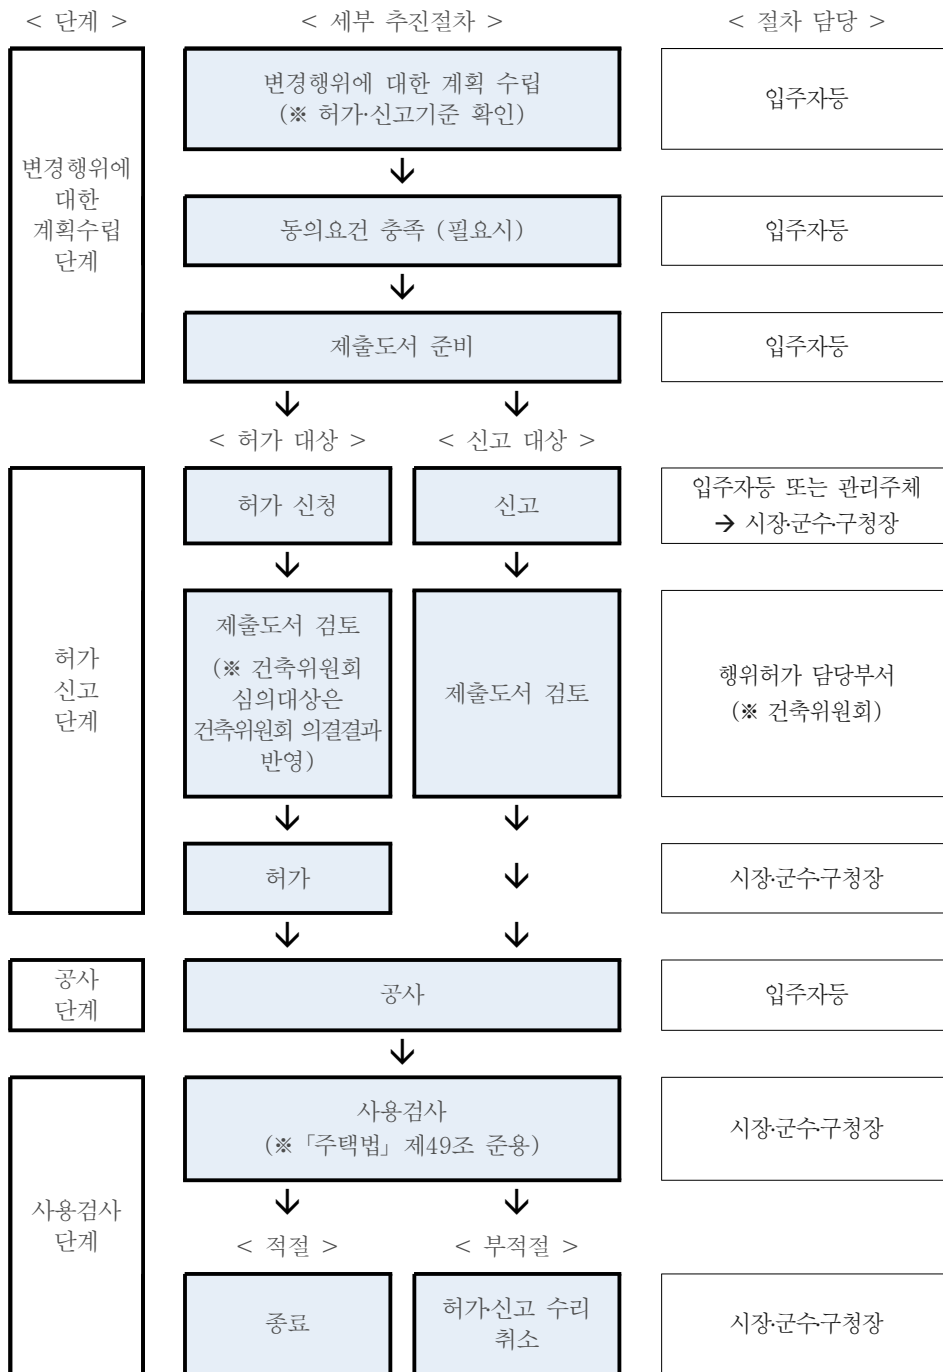 < 단계 > < 세부 추진절차 > < 절차 담당 >
변경행위에
대한
계획수립
단계
변경행위에 대한 계획 수립
(※ 허가·신고기준 확인)
입주자등
동의요건 충족 (필요시)
입주자등
제출도서 준비
입주자등
< 허가 대상 > < 신고 대상 >
허가
신고
단계
허가 신청
신고
입주자등 또는 관리주체
→ 시장·군수·구청장
제출도서 검토
(※ 건축위원회
심의대상은
건축위원회 의결결과
반영)
제출도서 검토
행위허가 담당부서
(※ 건축위원회)
허가
시장·군수·구청장
공사
단계
공사
입주자등
사용검사
단계
사용검사
(※「주택법」제49조 준용)
시장·군수·구청장
< 적절 > < 부적절 >
종료
허가·신고 수리
취소
시장·군수·구청장